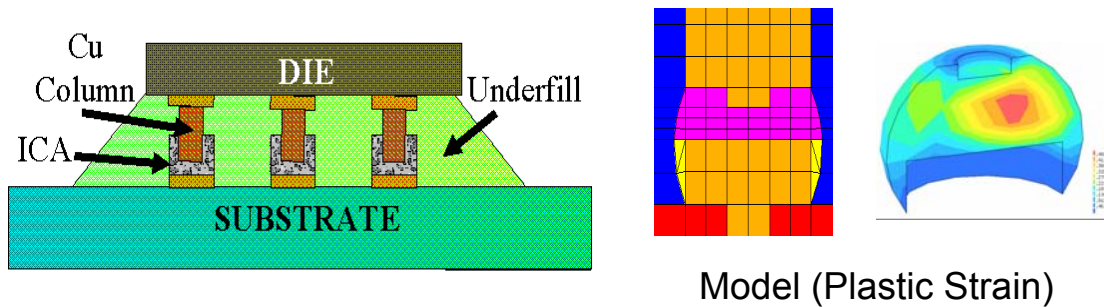 Cu
Column
DIE
Underfill
ICA
SUBSTRATE
Model (Plastic Strain)